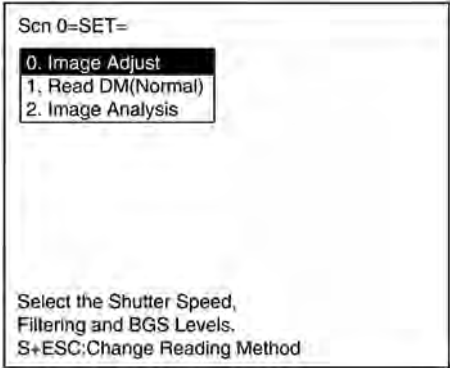 Scn 0=SET=
0. Image Adjust
1. Read DM(Normal)
2. Image Analysis
Select the Shutter Speed,
Filtering and BGS Levels.
S+ESC:Change Reading Method